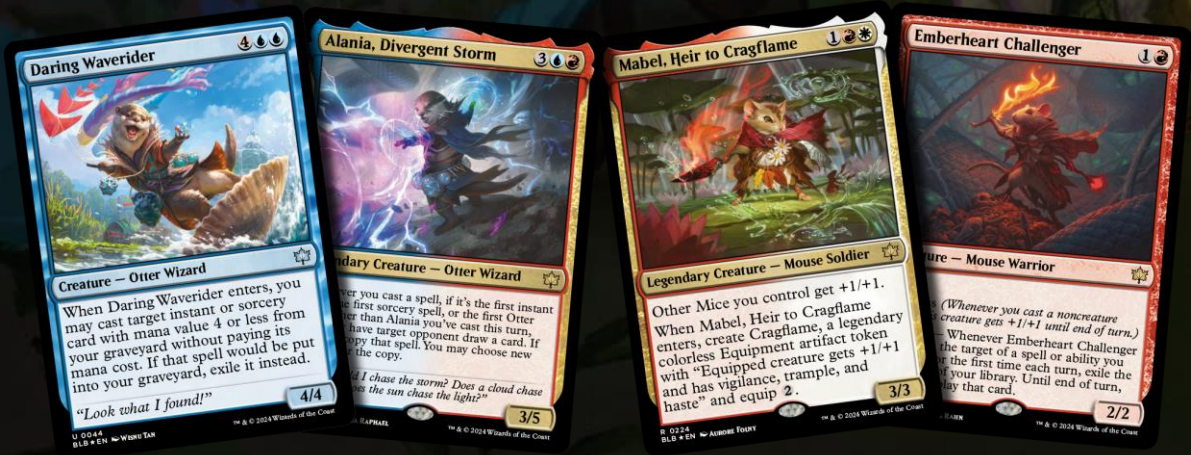 Daring Waverider
4
Creature — Otter Wizard
When Daring Waverider enters, you
may cast target instant or sorcery
card with mana value 4 or less from
your graveyard without paying its
mana cost. If that spell would be put
into your graveyard, exile it instead.
"Look what I found!"
4/4
U 0044
BLB ★ EN WISNU TAN
™ & © 2024 Wizards of the Coast
Alania, Divergent Storm
3
Creature — Otter Wizard
you cast a spell, if it's the first instant
first sorcery spell, or the first Otter
than Alania you've cast this turn,
have target opponent draw a card. If
that spell. You may choose new
the copy.
I chase the storm? Does a cloud chase
the sun chase the light?"
3/5
RAPHAEL
™ & © 2024 Wizards of the Coast
Mabel, Heir to Cragflame
1
Legendary Creature — Mouse Soldier
Other Mice you control get +1/+1.
When Mabel, Heir to Cragflame
enters, create Cragflame, a legendary
colorless Equipment artifact token
with "Equipped creature gets +1/+1
and has vigilance, trample, and
haste" and equip 2.
3/3
R 0224
BLB ★ EN AURORE FOLNY
™ & © 2024 Wizards of the Coast
Emberheart Challenger
1
— Mouse Warrior
(Whenever you cast a noncreature
creature gets +1/+1 until end of turn.)
— Whenever Emberheart Challenger
the target of a spell or ability you
the first time each turn, exile the
of your library. Until end of turn,
that card.
2/2
™ & © 2024 Wizards of the Coast